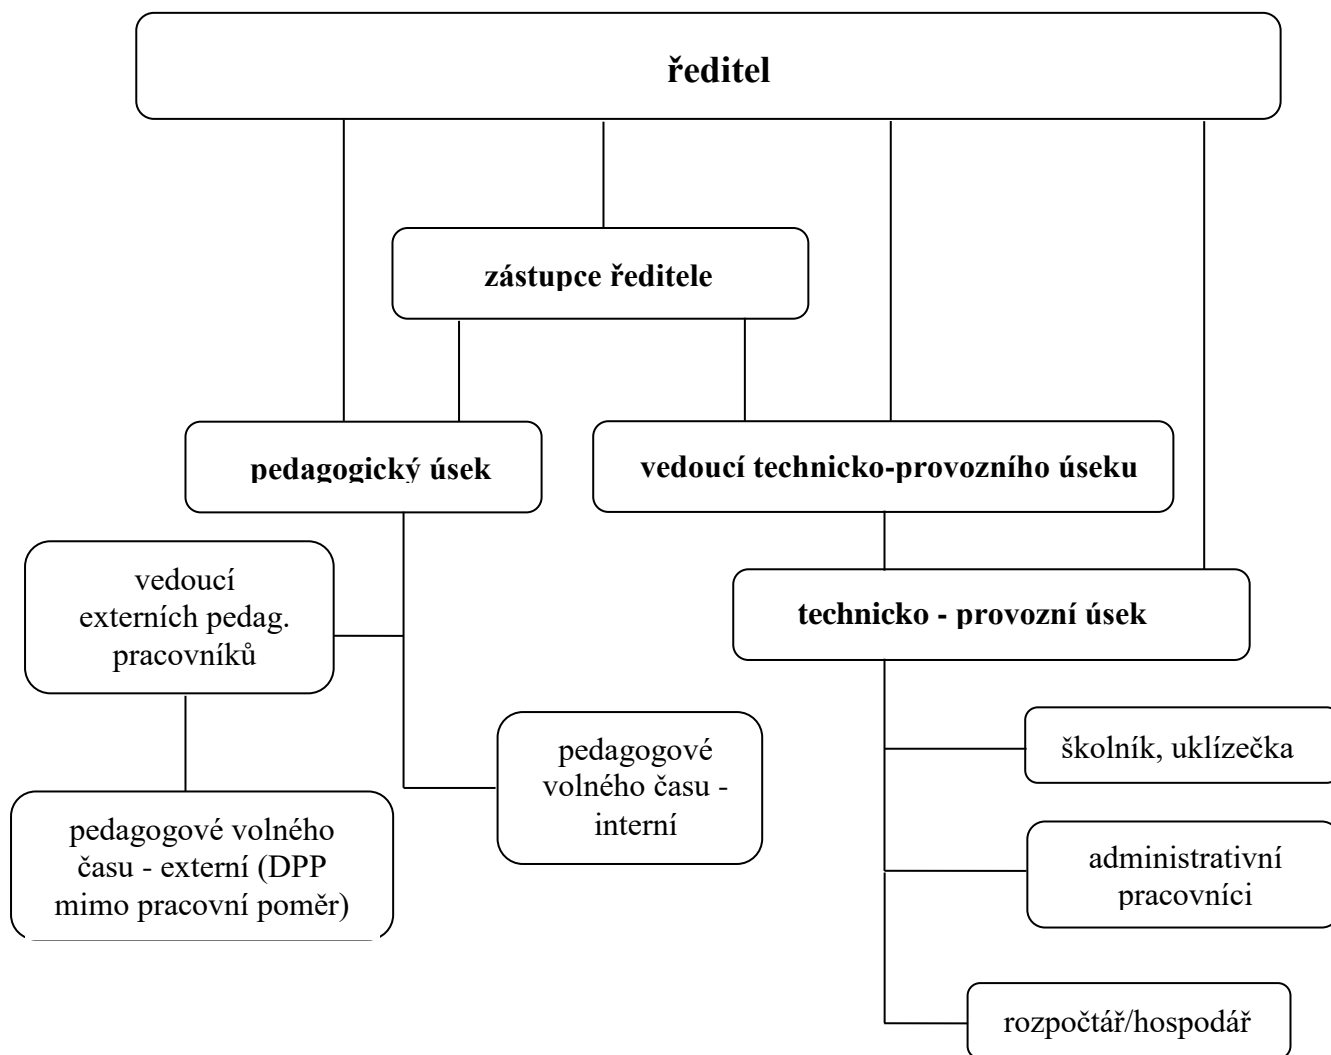 ředitel
zástupce ředitele
pedagogický úsek
vedoucí technicko-provozního úseku
vedoucí
externích pedag.
pracovníků
technicko - provozní úsek
pedagogové
volného času -
interní
školník, uklízečka
pedagogové volného
času - externí (DPP
mimo pracovní poměr)
administrativní
pracovníci
rozpočtář/hospodář